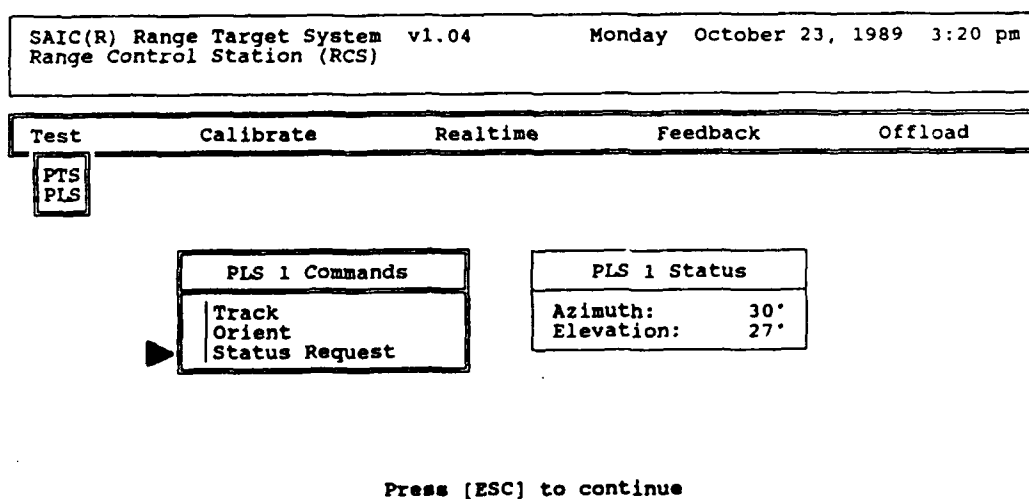 SAIC(R) Range Target System v1.04 Monday October 23, 1989 3:20 pm
Range Control Station (RCS)
Test Calibrate Realtime Feedback Offload
PTS
PLS
PLS 1 Commands
Track
Orient
Status Request
PLS 1 Status
Azimuth: 30°
Elevation: 27°
Press [ESC] to continue